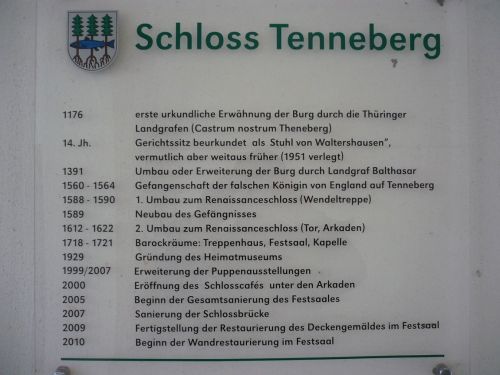 Schloss Tenneberg
1176 erste urkundliche Erwähnung der Burg durch die Thüringer
Landgrafen (Castrum nostrum Theneberg)
14. Jh. Gerichtssitz beurkundet als Stuhl von Waltershausen",
vermutlich aber weitaus früher (1951 verlegt)
1391 Umbau oder Erweiterung der Burg durch Landgraf Balthasar
1560 - 1564 Gefangenschaft der falschen Königin von England auf Tenneberg
1588 - 1590 1. Umbau zum Renaissanceschloss (Wendeltreppe)
1589 Neubau des Gefängnisses
1612 - 1622 2. Umbau zum Renaissanceschloss (Tor, Arkaden)
1718 - 1721 Barockräume: Treppenhaus, Festsaal, Kapelle
1929 Gründung des Heimatmuseums
1999/2007 Erweiterung der Puppenausstellungen
2000 Eröffnung des Schlosscafés unter den Arkaden
2005 Beginn der Gesamtsanierung des Festsaales
2007 Sanierung der Schlossbrücke
2009 Fertigstellung der Restaurierung des Deckengemäldes im Festsaal
2010 Beginn der Wandrestaurierung im Festsaal